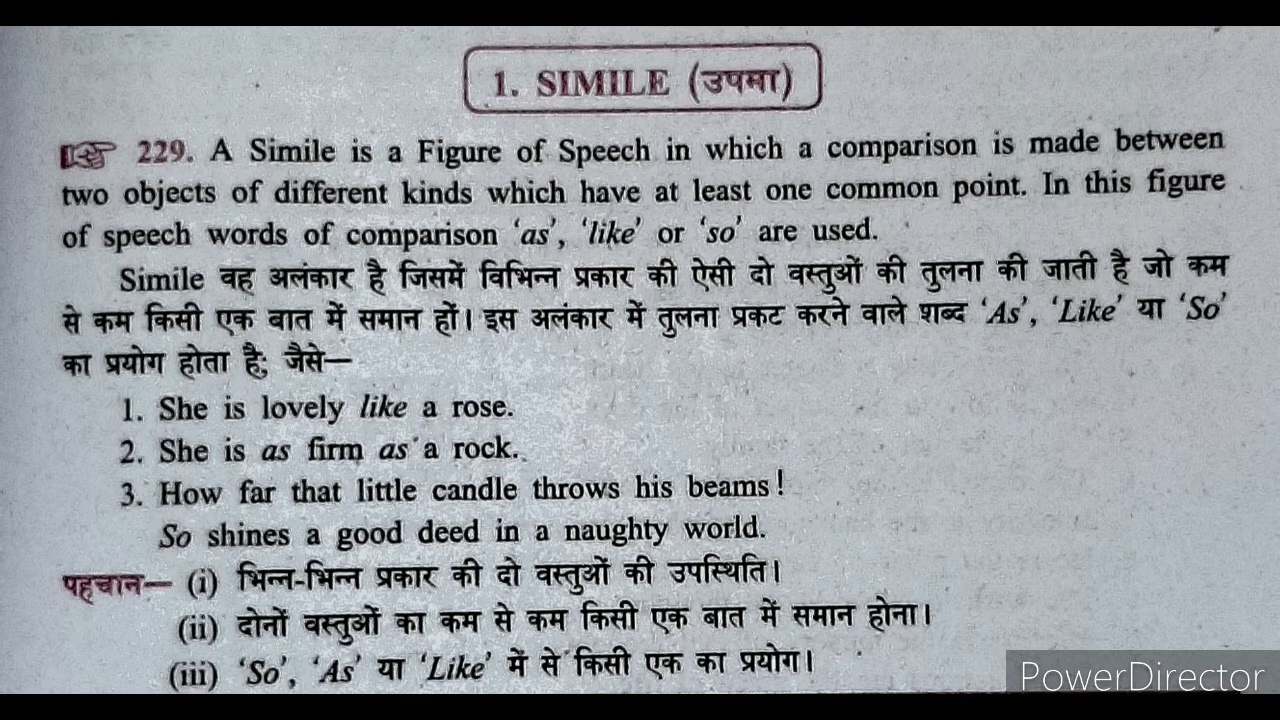 1. SIMILE (उपमा)
229. A Simile is a Figure of Speech in which a comparison is made between
two objects of different kinds which have at least one common point. In this figure
of speech words of comparison ‘as’, ‘like’ or ‘so’ are used.
Simile वह अलंकार है जिसमें विभिन्न प्रकार की ऐसी दो वस्तुओं की तुलना की जाती है जो कम
से कम किसी एक बात में समान हों। इस अलंकार में तुलना प्रकट करने वाले शब्द ‘As’, ‘Like’ या ‘So’
का प्रयोग होता है; जैसे—
1. She is lovely like a rose.
2. She is as firm as a rock.
3. How far that little candle throws his beams!
So shines a good deed in a naughty world.
पहचान— (i) भिन्न-भिन्न प्रकार की दो वस्तुओं की उपस्थिति।
(ii) दोनों वस्तुओं का कम से कम किसी एक बात में समान होना।
(iii) ‘So’, ‘As’ या ‘Like’ में से किसी एक का प्रयोग।
PowerDirector